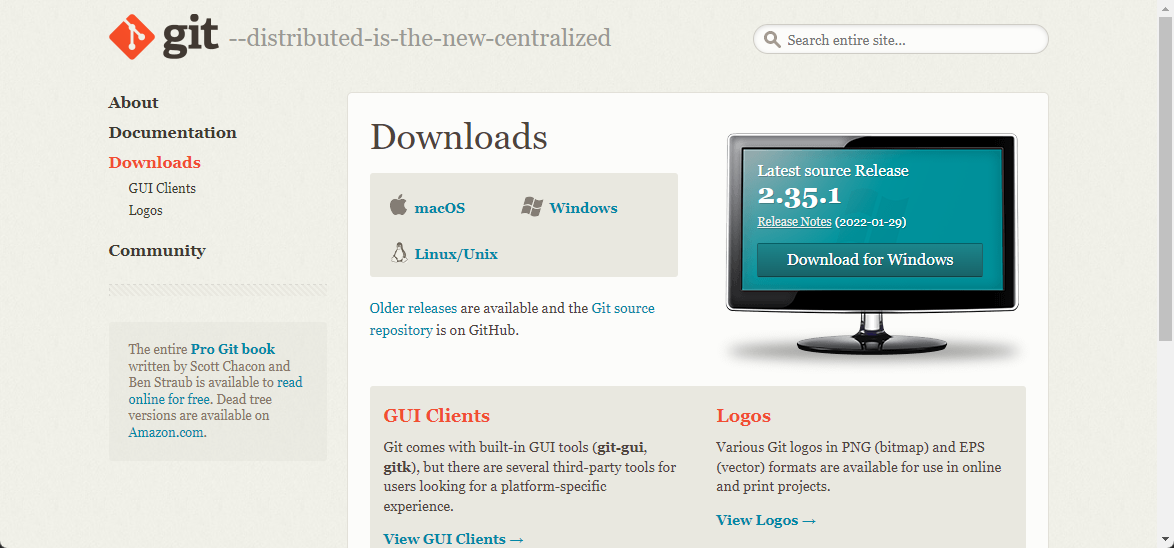 git --distributed-is-the-new-centralized
Search entire site...
About
Documentation
Downloads
GUI Clients
Logos
Community
The entire Pro Git book
written by Scott Chacon and
Ben Straub is available to read
online for free. Dead tree
versions are available on
Amazon.com.
Downloads
macOS
Windows
Linux/Unix
Older releases are available and the Git source
repository is on GitHub.
Latest source Release
2.35.1
Release Notes (2022-01-29)
Download for Windows
GUI Clients
Git comes with built-in GUI tools (git-gui,
gitk), but there are several third-party tools for
users looking for a platform-specific
experience.
View GUI Clients →
Logos
Various Git logos in PNG (bitmap) and EPS
(vector) formats are available for use in online
and print projects.
View Logos →